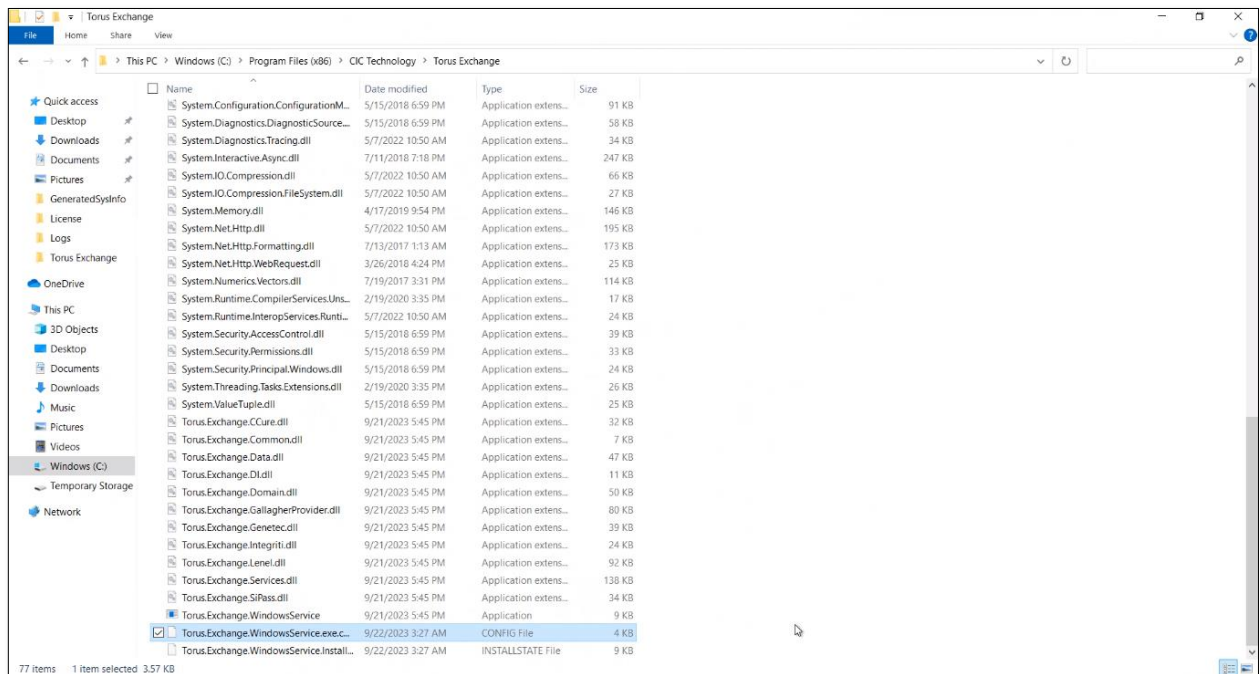 Torus Exchange
File Home Share View
This PC > Windows (C:) > Program Files (x86) > CIC Technology > Torus Exchange
Name Date modified Type Size
Quick access
Desktop
Downloads
Documents
Pictures
GeneratedSysInfo
License
Logs
Torus Exchange
OneDrive
This PC
3D Objects
Desktop
Documents
Downloads
Music
Pictures
Videos
Windows (C:)
Temporary Storage
Network
System.Configuration.ConfigurationM... 5/15/2018 6:59 PM Application extens... 91 KB
System.Diagnostics.DiagnosticSource.... 5/15/2018 6:59 PM Application extens... 58 KB
System.Diagnostics.Tracing.dll 5/7/2022 10:50 AM Application extens... 34 KB
System.Interactive.Async.dll 7/11/2018 7:18 PM Application extens... 247 KB
System.IO.Compression.dll 5/7/2022 10:50 AM Application extens... 66 KB
System.IO.Compression.FileSystem.dll 5/7/2022 10:50 AM Application extens... 27 KB
System.Memory.dll 4/17/2019 9:54 PM Application extens... 146 KB
System.Net.Http.dll 5/7/2022 10:50 AM Application extens... 195 KB
System.Net.Http.Formatting.dll 7/13/2017 1:13 AM Application extens... 173 KB
System.Net.Http.WebRequest.dll 3/26/2018 4:24 PM Application extens... 25 KB
System.Numerics.Vectors.dll 7/19/2017 3:31 PM Application extens... 114 KB
System.Runtime.CompilerServices.Uns... 2/19/2020 3:35 PM Application extens... 17 KB
System.Runtime.InteropServices.Runti... 5/7/2022 10:50 AM Application extens... 24 KB
System.Security.AccessControl.dll 5/15/2018 6:59 PM Application extens... 39 KB
System.Security.Permissions.dll 5/15/2018 6:59 PM Application extens... 33 KB
System.Security.Principal.Windows.dll 5/15/2018 6:59 PM Application extens... 24 KB
System.Threading.Tasks.Extensions.dll 2/19/2020 3:35 PM Application extens... 26 KB
System.ValueTuple.dll 5/15/2018 6:59 PM Application extens... 25 KB
Torus.Exchange.CCure.dll 9/21/2023 5:45 PM Application extens... 32 KB
Torus.Exchange.Common.dll 9/21/2023 5:45 PM Application extens... 7 KB
Torus.Exchange.Data.dll 9/21/2023 5:45 PM Application extens... 47 KB
Torus.Exchange.DI.dll 9/21/2023 5:45 PM Application extens... 11 KB
Torus.Exchange.Domain.dll 9/21/2023 5:45 PM Application extens... 50 KB
Torus.Exchange.GallagherProvider.dll 9/21/2023 5:45 PM Application extens... 80 KB
Torus.Exchange.Genetec.dll 9/21/2023 5:45 PM Application extens... 39 KB
Torus.Exchange.Integriti.dll 9/21/2023 5:45 PM Application extens... 24 KB
Torus.Exchange.Lenel.dll 9/21/2023 5:45 PM Application extens... 92 KB
Torus.Exchange.Services.dll 9/21/2023 5:45 PM Application extens... 138 KB
Torus.Exchange.SiPass.dll 9/21/2023 5:45 PM Application extens... 34 KB
Torus.Exchange.WindowsService 9/21/2023 5:45 PM Application 9 KB
Torus.Exchange.WindowsService.exe.c... 9/22/2023 3:27 AM CONFIG File 4 KB
Torus.Exchange.WindowsService.Install... 9/22/2023 3:27 AM INSTALLSTATE File 9 KB
77 items 1 item selected 3.57 KB